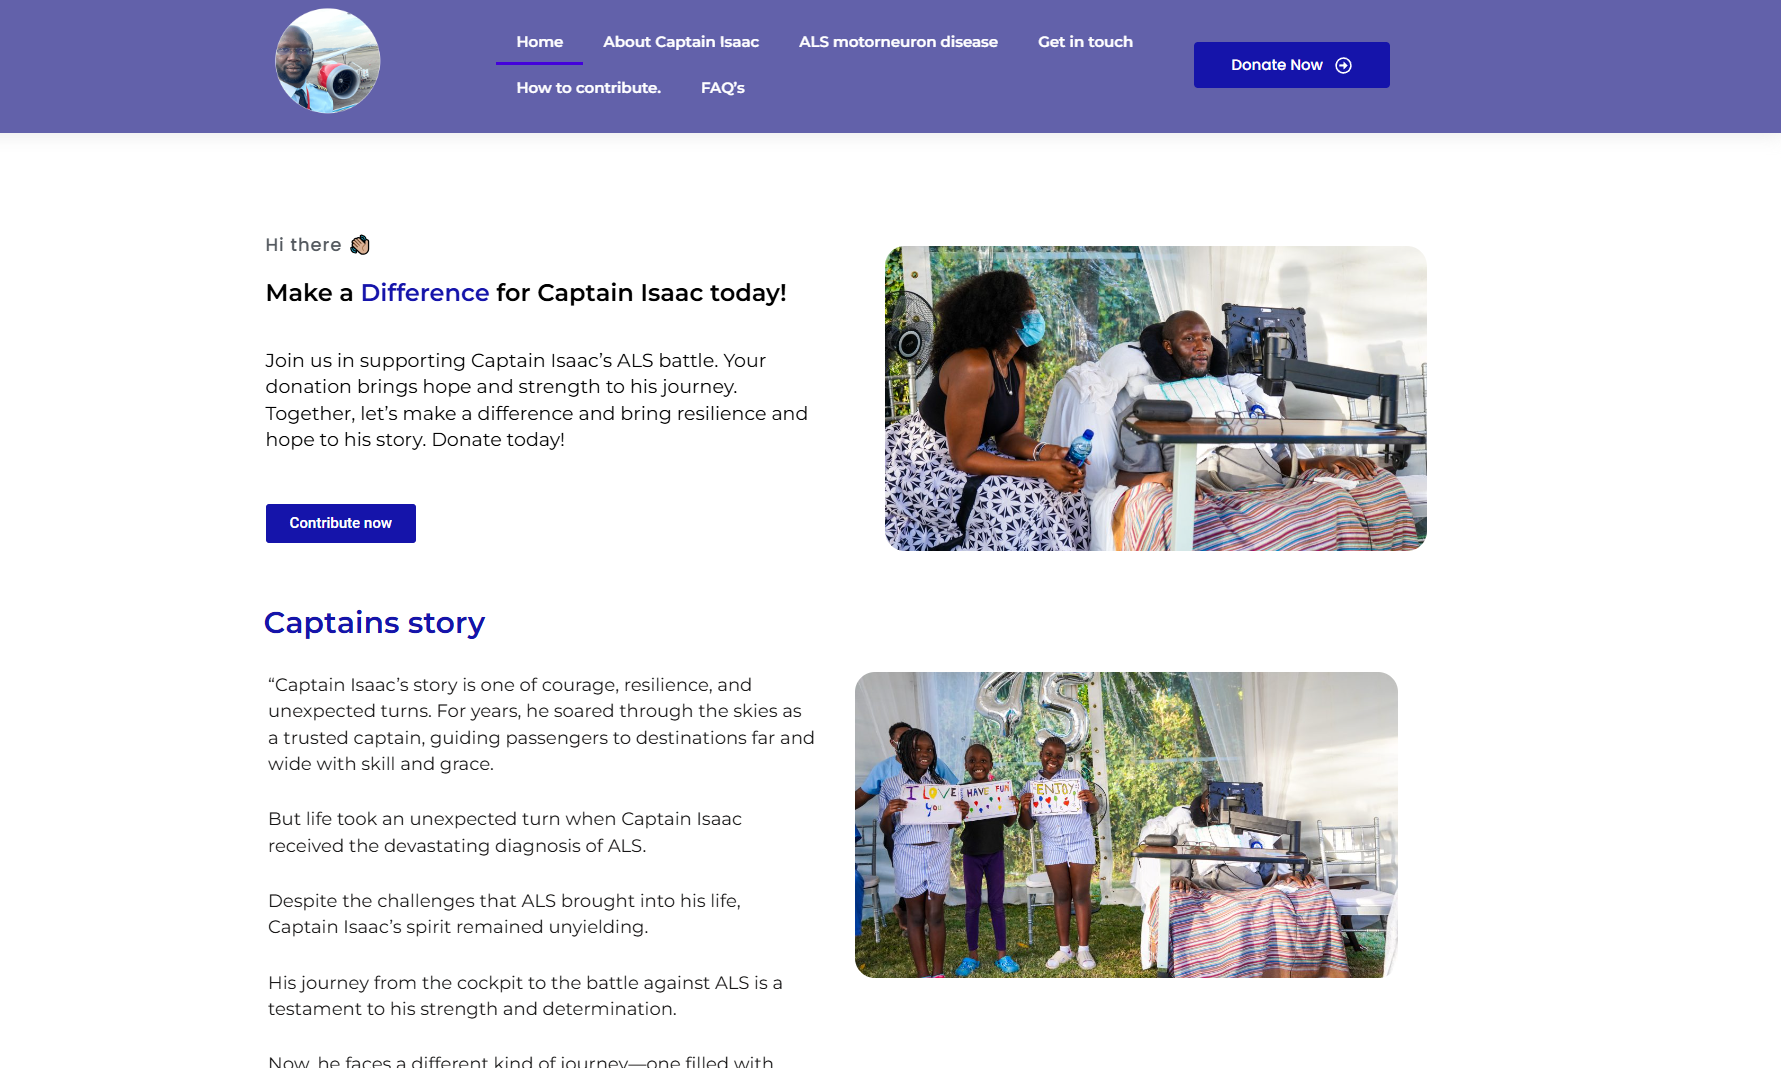 Home
About Captain Isaac
ALS motorneuron disease
Get in touch
How to contribute.
FAQ’s
Donate Now
Hi there
Make a Difference for Captain Isaac today!
Join us in supporting Captain Isaac’s ALS battle. Your
donation brings hope and strength to his journey.
Together, let’s make a difference and bring resilience and
hope to his story. Donate today!
Contribute now
Captains story
“Captain Isaac’s story is one of courage, resilience, and
unexpected turns. For years, he soared through the skies as
a trusted captain, guiding passengers to destinations far and
wide with skill and grace.
But life took an unexpected turn when Captain Isaac
received the devastating diagnosis of ALS.
Despite the challenges that ALS brought into his life,
Captain Isaac’s spirit remained unyielding.
His journey from the cockpit to the battle against ALS is a
testament to his strength and determination.
Now, he faces a different kind of journey—one filled with
45
I LOVE
YOU
HAVE FUN
ENJOY